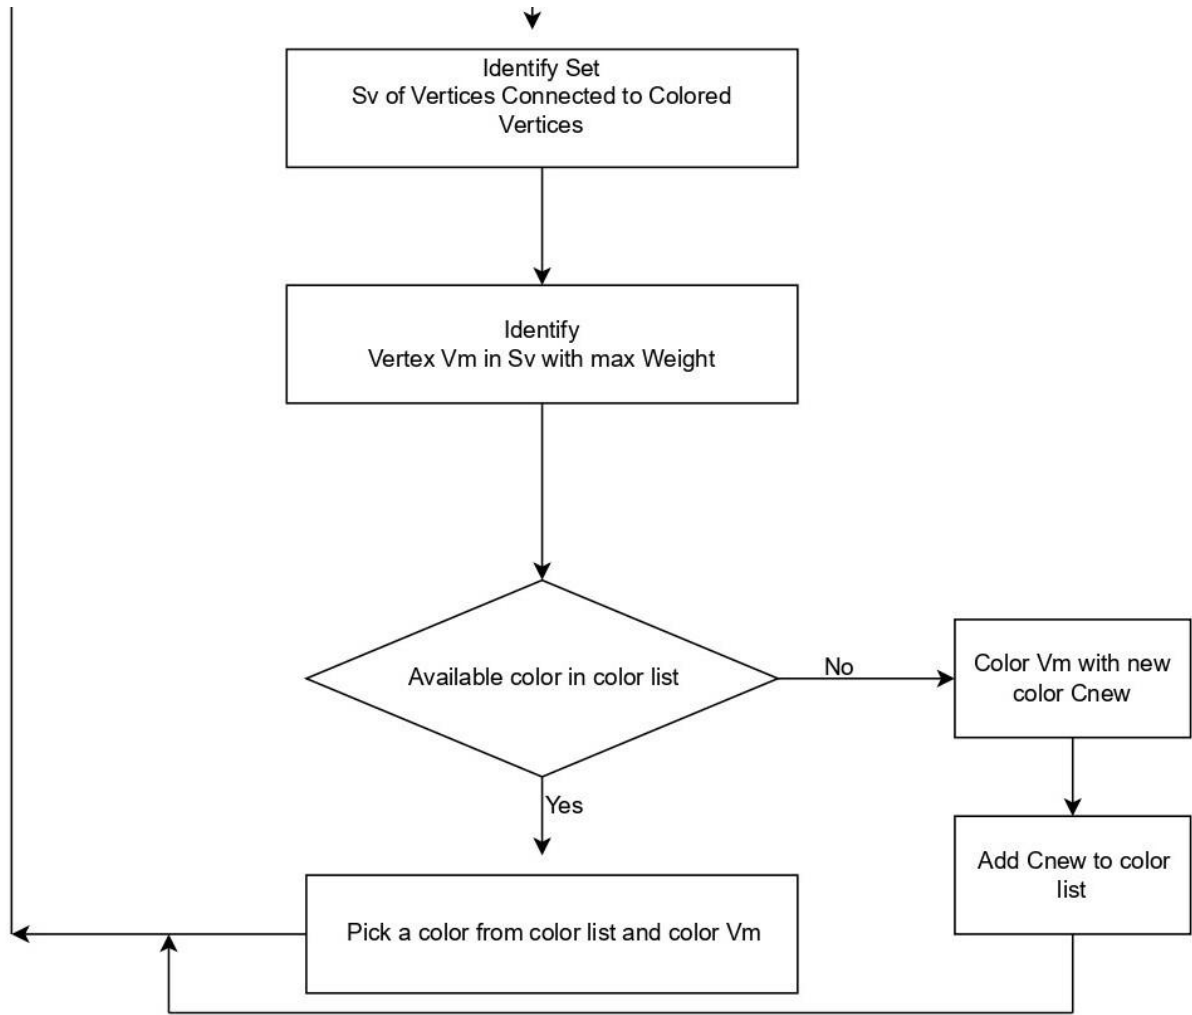 Identify Set
Sv of Vertices Connected to Colored
Vertices
Identify
Vertex Vm in Sv with max Weight
Available color in color list
No
Color Vm with new
color Cnew
Yes
Add Cnew to color
list
Pick a color from color list and color Vm